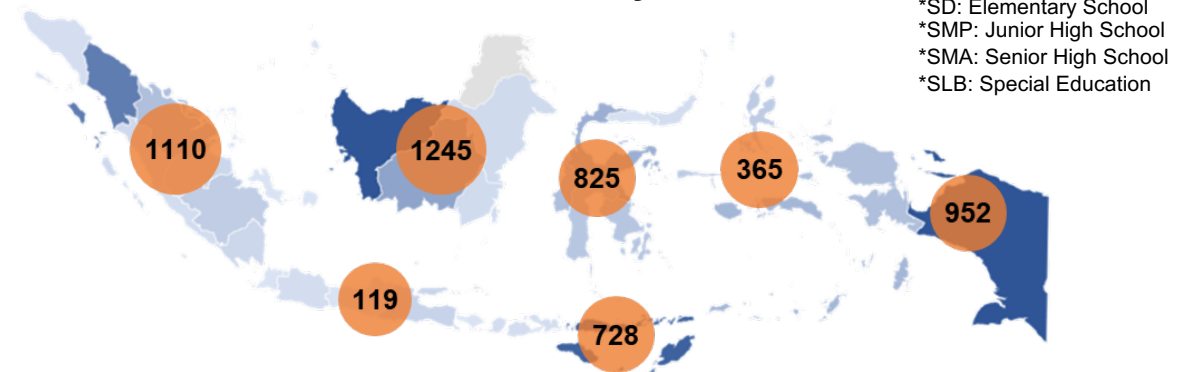 *SD: Elementary School
*SMP: Junior High School
*SMA: Senior High School
*SLB: Special Education
1110
1245
825
365
952
119
728